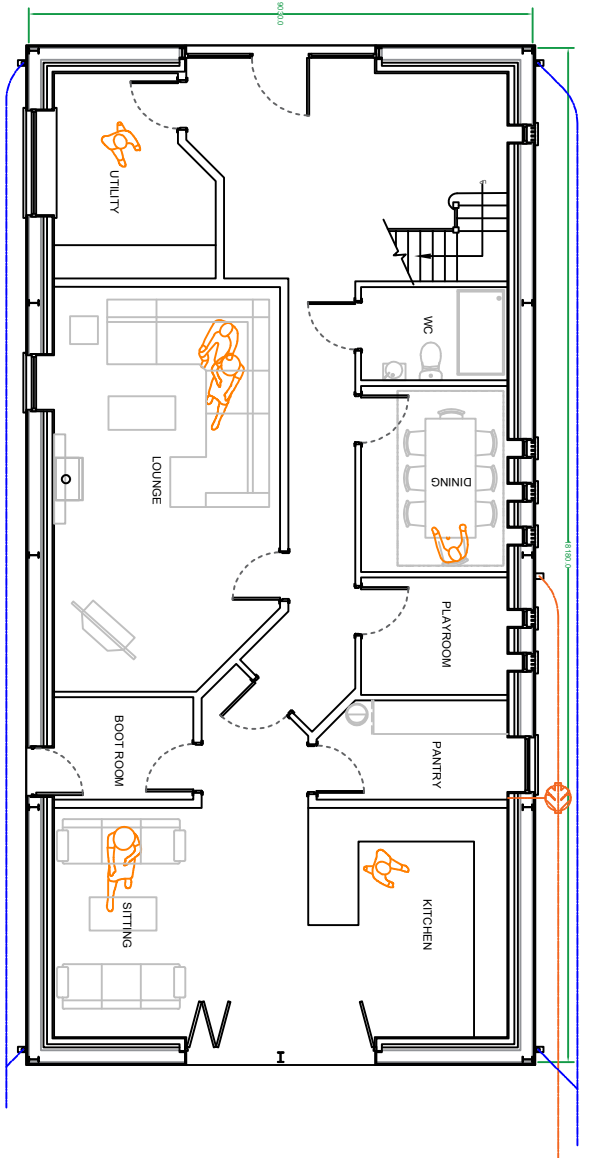 UTILITY
WC
LOUNGE
DINING
PLAYROOM
BOOT ROOM
PANTRY
SITTING
KITCHEN